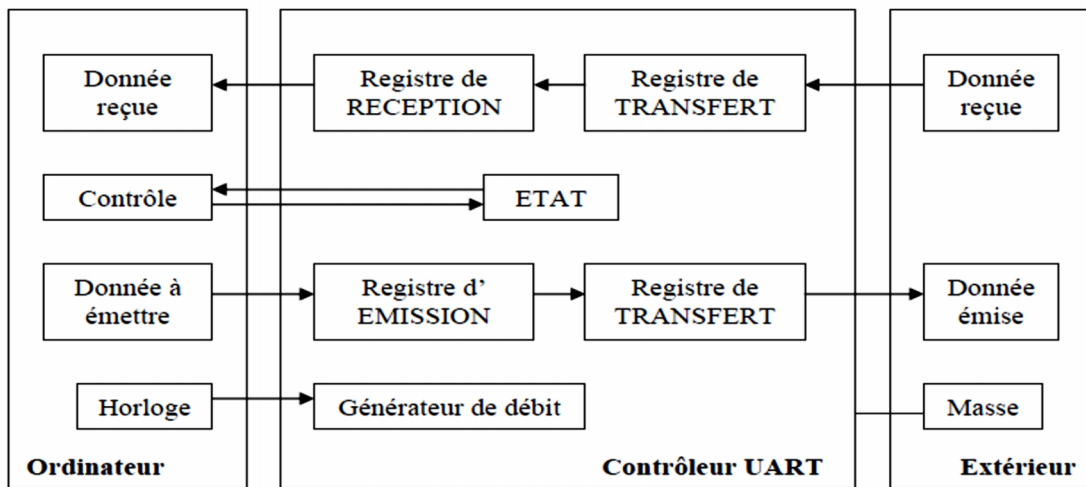 Donnée
reçue
Registre de
RECEPTION
Registre de
TRANSFERT
Donnée
reçue
Contrôle
ETAT
Donnée à
émettre
Registre d’
EMISSION
Registre de
TRANSFERT
Donnée
émise
Horloge
Générateur de débit
Masse
Ordinateur
Contrôleur UART
Extérieur